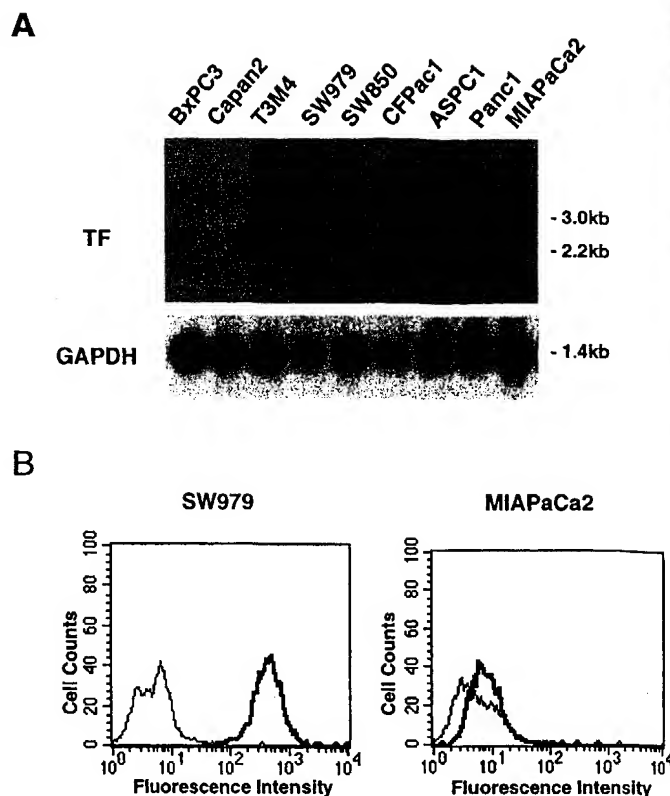 A
BxPC3 Capan2 T3M4 SW979 SW850 CFPac1 ASPC1 Panc1 MIAPaCa2
TF
- 3.0kb
- 2.2kb
GAPDH
- 1.4kb
B
SW979
MIAPaCa2
Cell Counts
0 20 40 60 80 100
10⁰ 10¹ 10² 10³ 10⁴
Fluorescence Intensity
Cell Counts
0 20 40 60 80 100
10⁰ 10¹ 10² 10³ 10⁴
Fluorescence Intensity